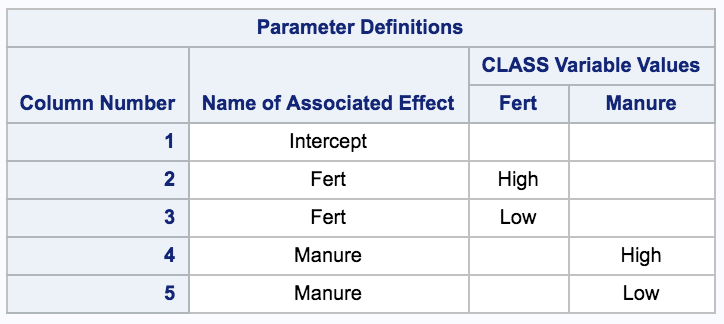 Parameter Definitions
CLASS Variable Values
Column Number Name of Associated Effect Fert Manure
1 Intercept
2 Fert High
3 Fert Low
4 Manure High
5 Manure Low